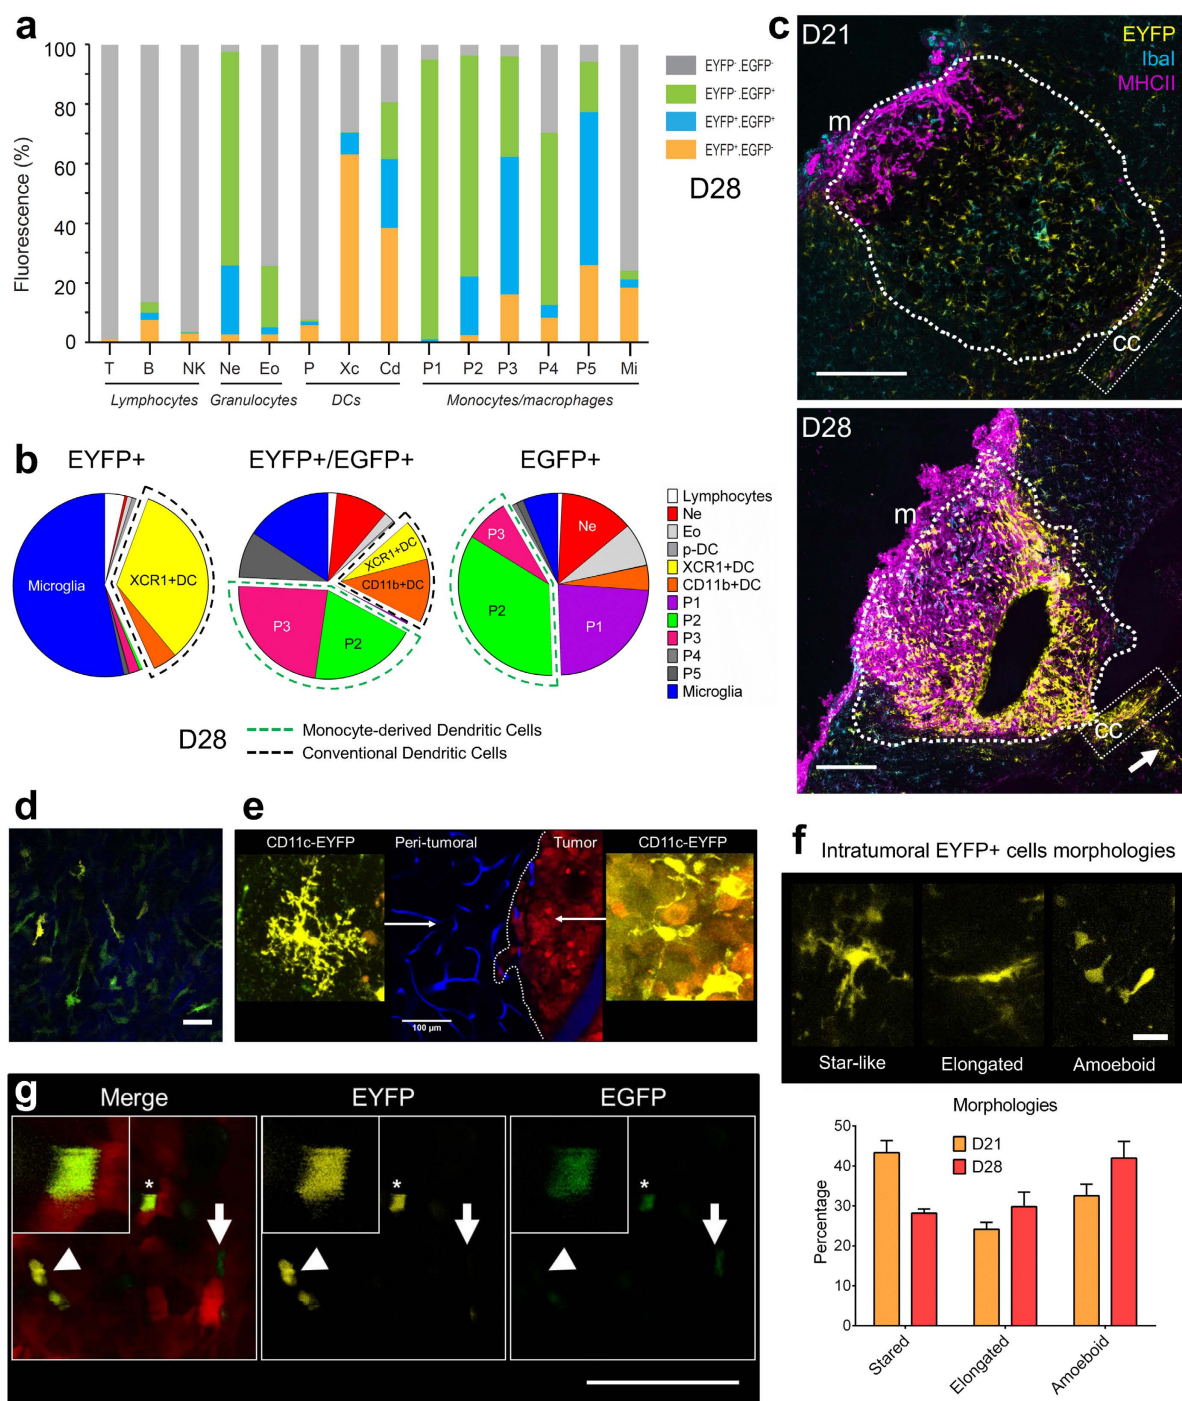 a
100
80
60
40
20
0
Fluorescence (%)
T B NK Ne Eo P Xc Cd P1 P2 P3 P4 P5 Mi
Lymphocytes Granulocytes DCs Monocytes/macrophages
EYFP-.EGFP-
EYFP-.EGFP+
EYFP+.EGFP+
EYFP+.EGFP-
D28
b
EYFP+ EYFP+/EGFP+ EGFP+
Microglia
XCR1+DC
XCR1+DC
CD11b+DC
P3
P2
P3
P2
Ne
P1
Lymphocytes
Ne
Eo
p-DC
XCR1+DC
CD11b+DC
P1
P2
P3
P4
P5
Microglia
D28
Monocyte-derived Dendritic Cells
Conventional Dendritic Cells
c
D21
EYFP
IbaI
MHCII
m
CC
D28
m
CC
d
e
CD11c-EYFP Peri-tumoral Tumor CD11c-EYFP
100 µm
f
Intratumoral EYFP+ cells morphologies
Star-like Elongated Amoeboid
Morphologies
D21
D28
50
40
30
20
10
0
Percentage
Stared
Elongated
Amoeboid
g
Merge EYFP EGFP
* * *